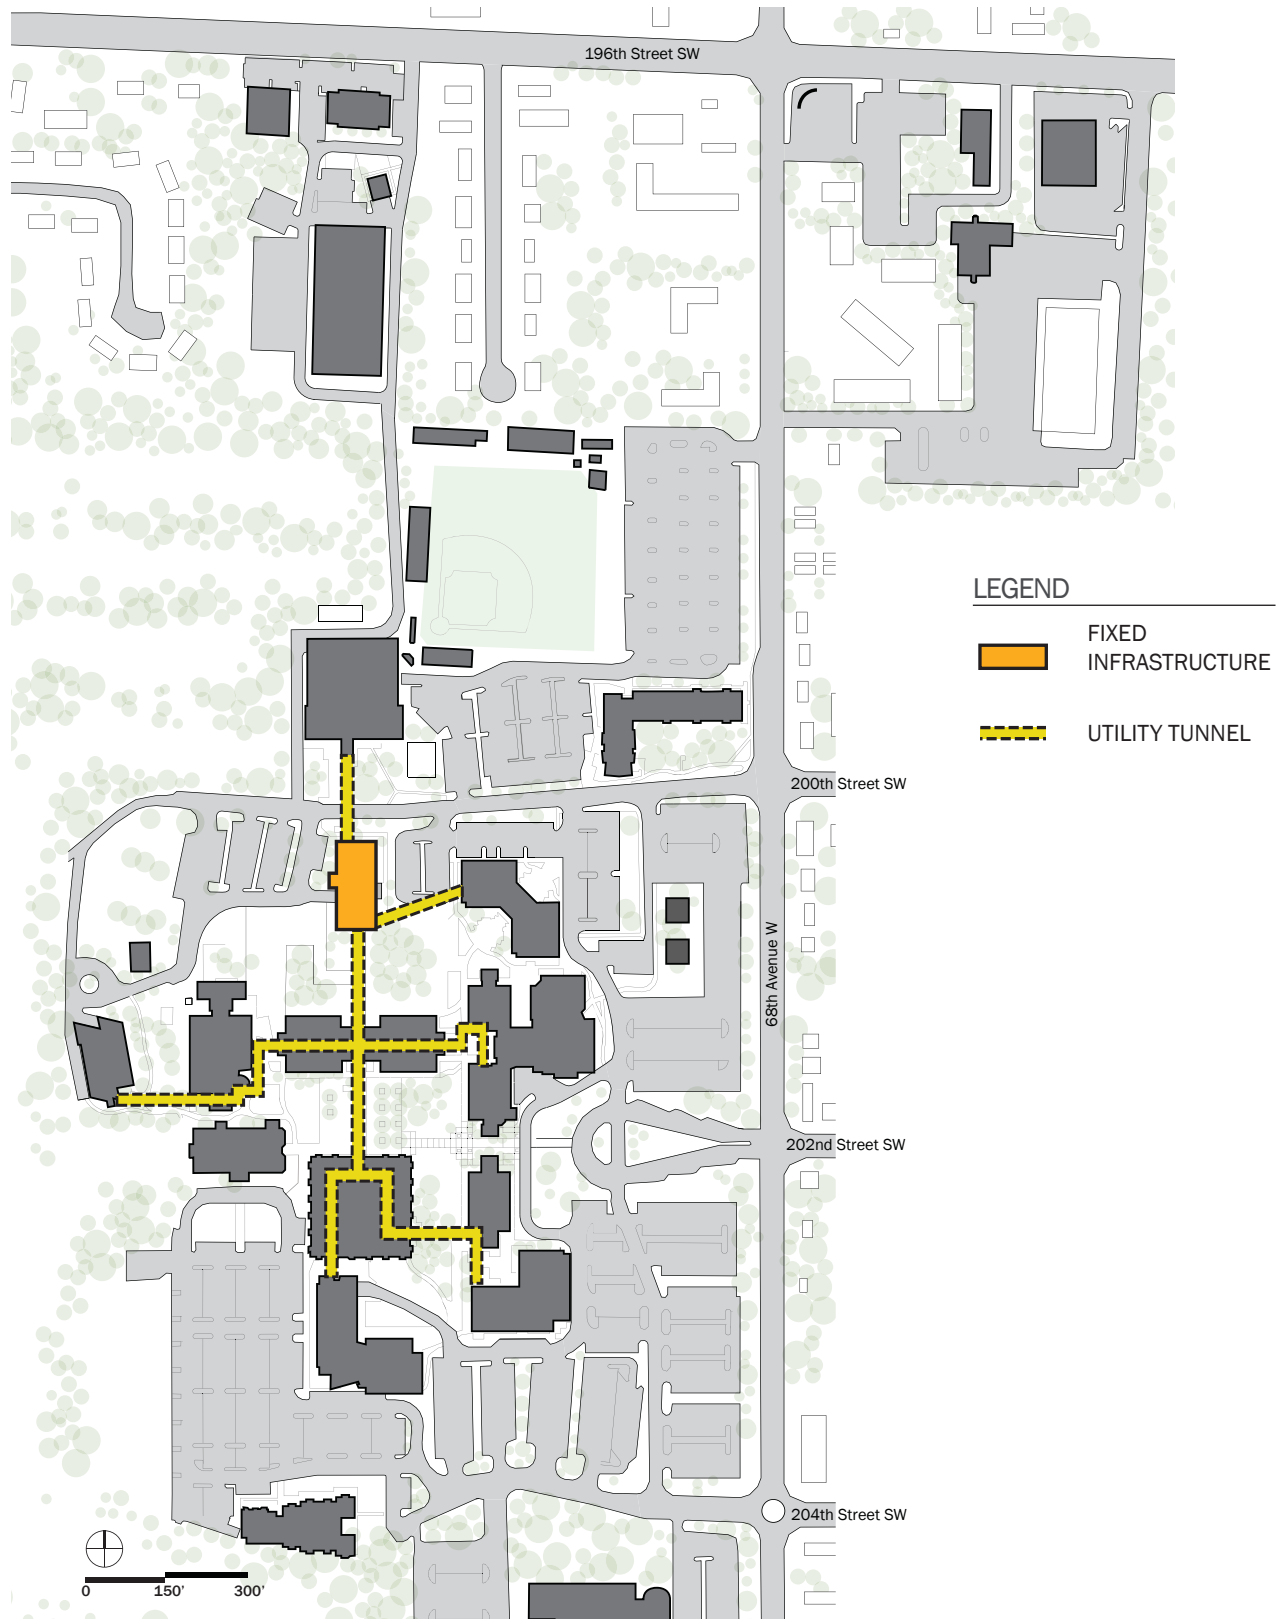 196th Street SW
LEGEND
FIXED
INFRASTRUCTURE
UTILITY TUNNEL
200th Street SW
68th Avenue W
202nd Street SW
204th Street SW
0 150' 300'